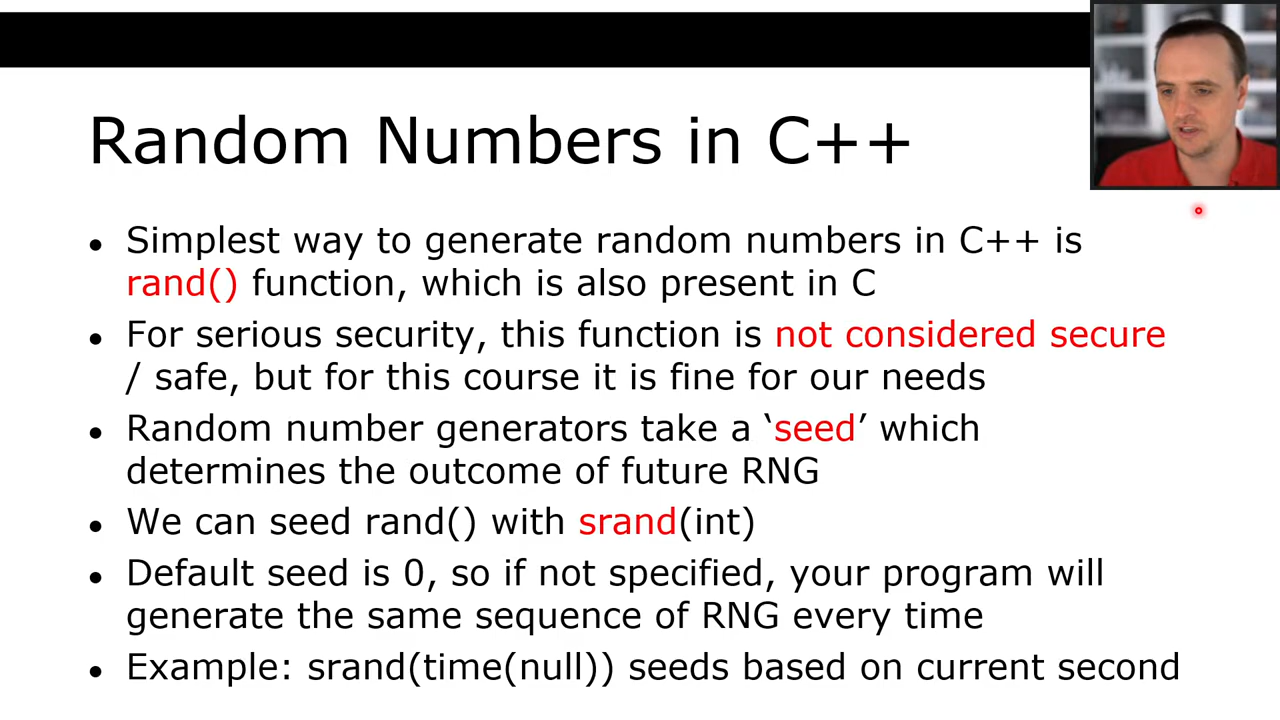 Random Numbers in C++
• Simplest way to generate random numbers in C++ is
rand() function, which is also present in C
• For serious security, this function is not considered secure
/ safe, but for this course it is fine for our needs
• Random number generators take a ‘seed’ which
determines the outcome of future RNG
• We can seed rand() with srand(int)
• Default seed is 0, so if not specified, your program will
generate the same sequence of RNG every time
• Example: srand(time(null)) seeds based on current second